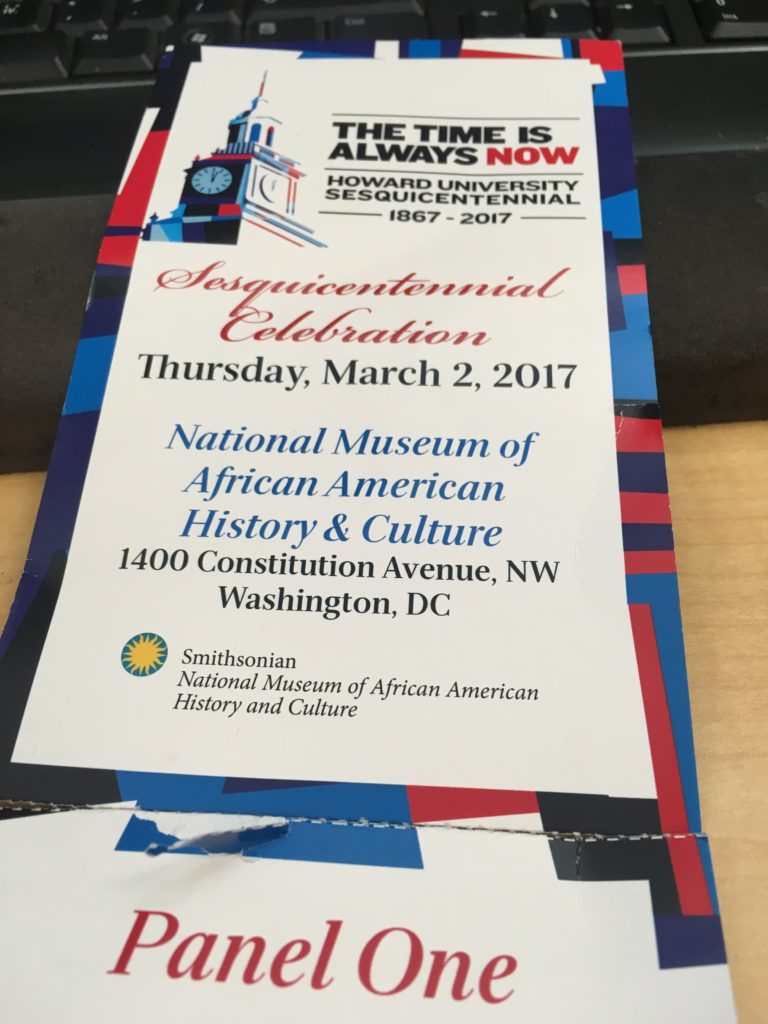 THE TIME IS
ALWAYS NOW
HOWARD UNIVERSITY
SESQUICENTENNIAL
1867 - 2017
Sesquicentennial
Celebration
Thursday, March 2, 2017
National Museum of
African American
History & Culture
1400 Constitution Avenue, NW
Washington, DC
Smithsonian
National Museum of African American
History and Culture
Panel One